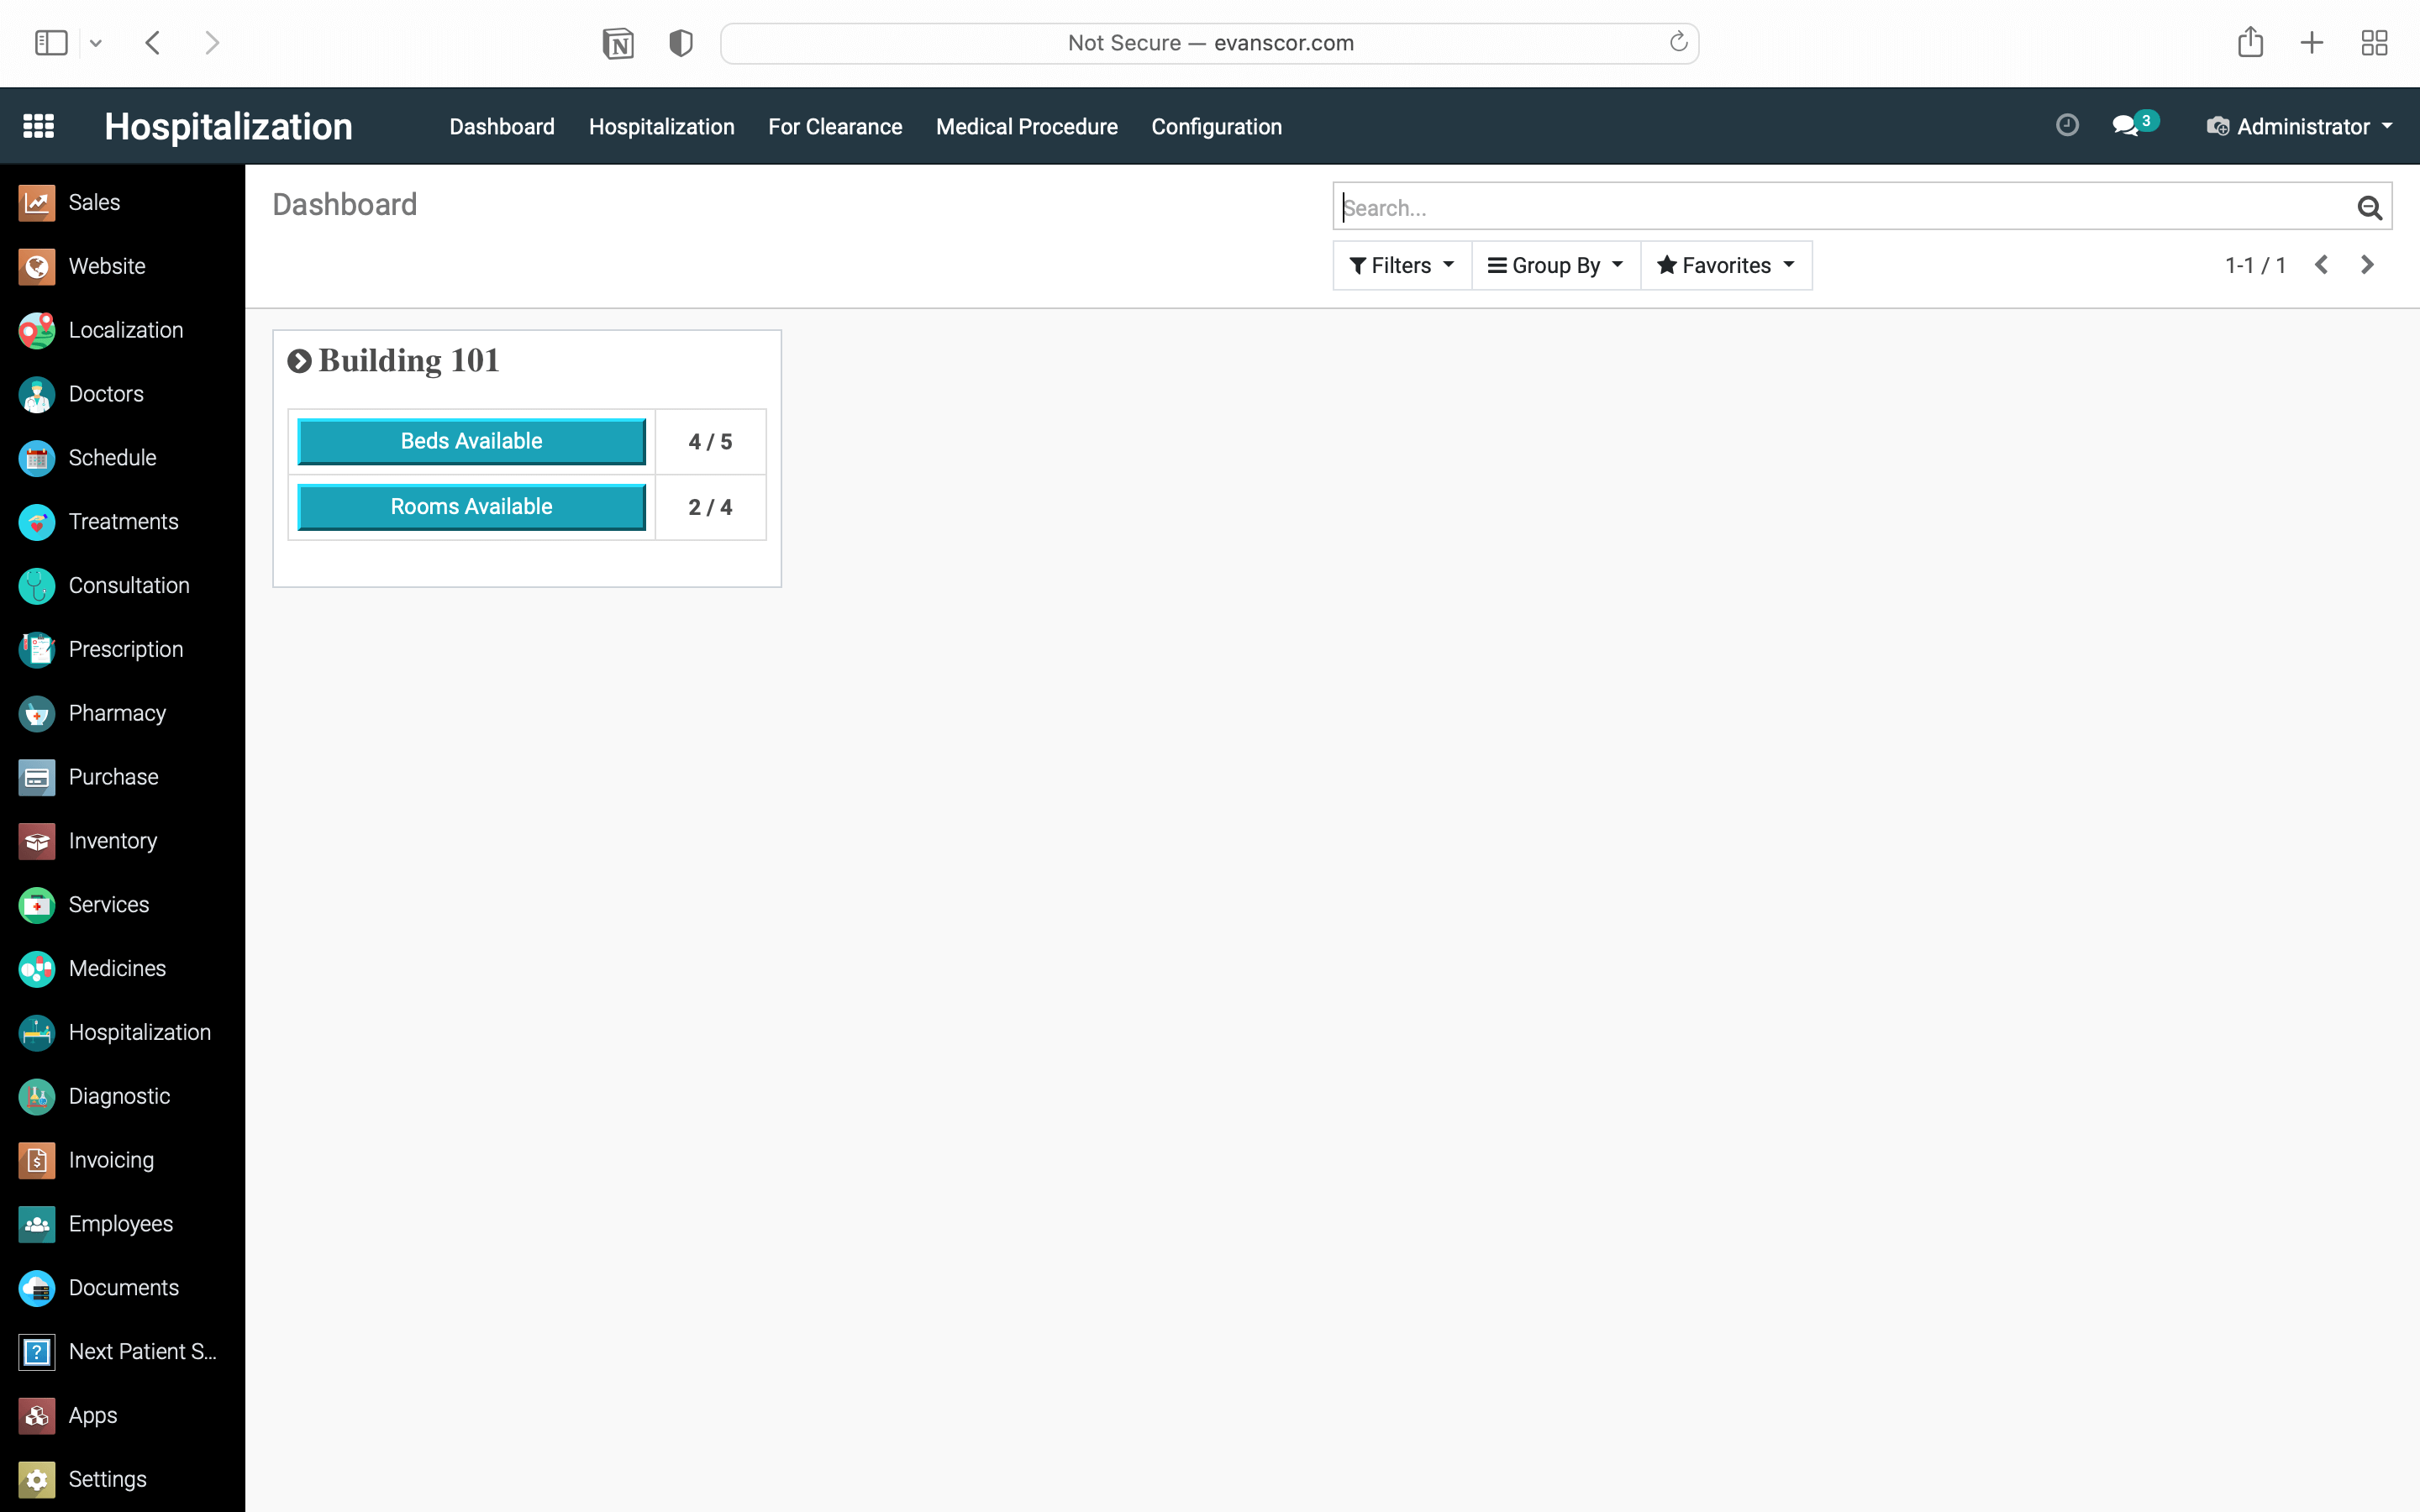 Not Secure — evanscor.com
Hospitalization
Dashboard
Hospitalization
For Clearance
Medical Procedure
Configuration
3
Administrator
Sales
Website
Localization
Doctors
Schedule
Treatments
Consultation
Prescription
Pharmacy
Purchase
Inventory
Services
Medicines
Hospitalization
Diagnostic
Invoicing
Employees
Documents
Next Patient S...
Apps
Settings
Dashboard
Search...
Filters
Group By
Favorites
1-1 / 1
Building 101
Beds Available
4 / 5
Rooms Available
2 / 4